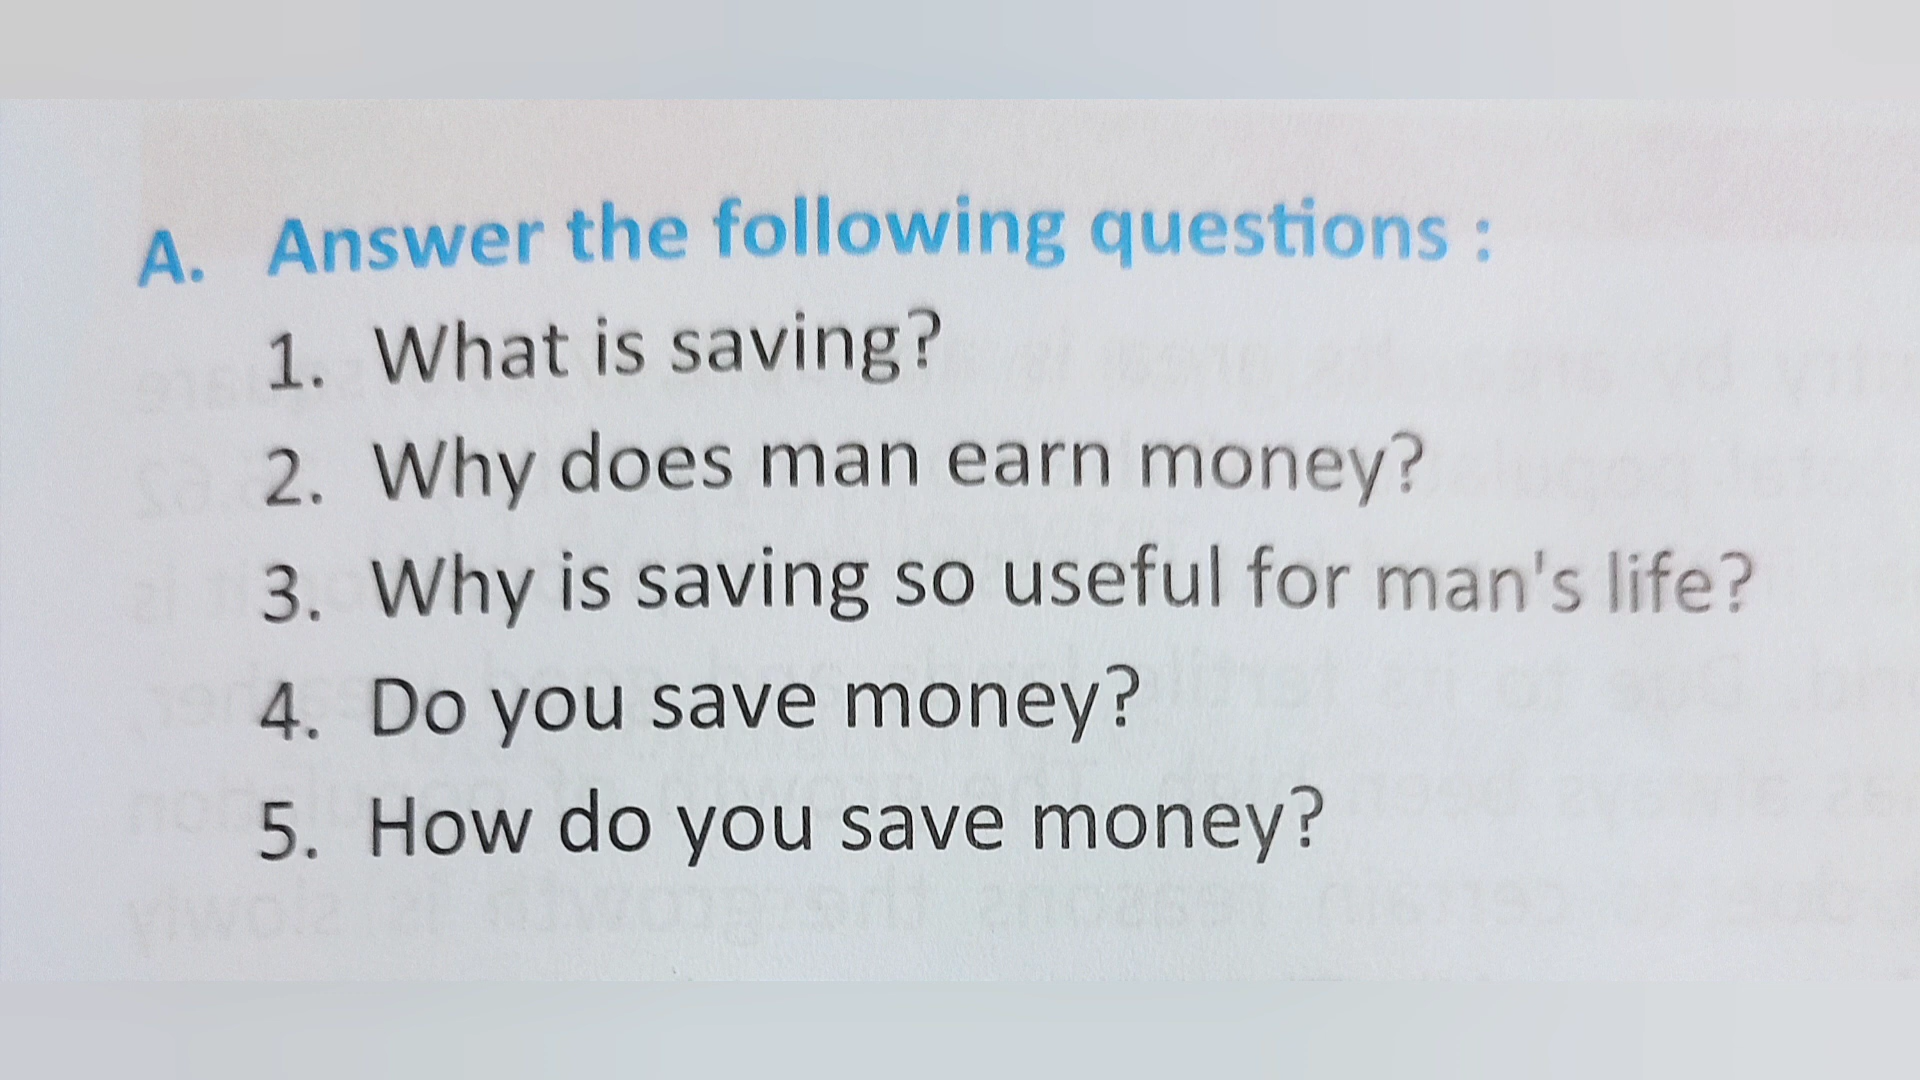 A. Answer the following questions :
1. What is saving?
2. Why does man earn money?
3. Why is saving so useful for man's life?
4. Do you save money?
5. How do you save money?